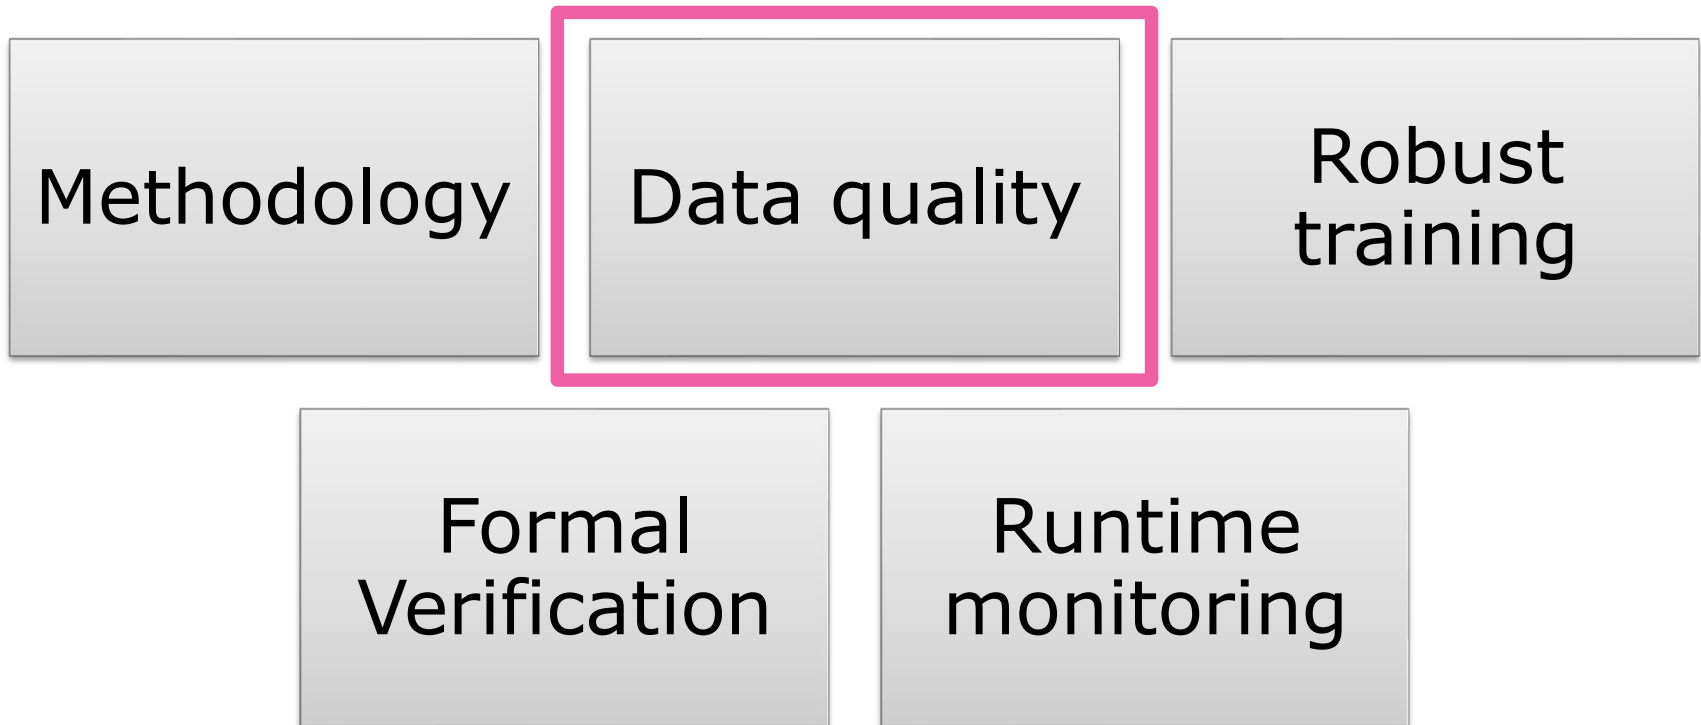 Methodology
Data quality
Robust
training
Formal
Verification
Runtime
monitoring